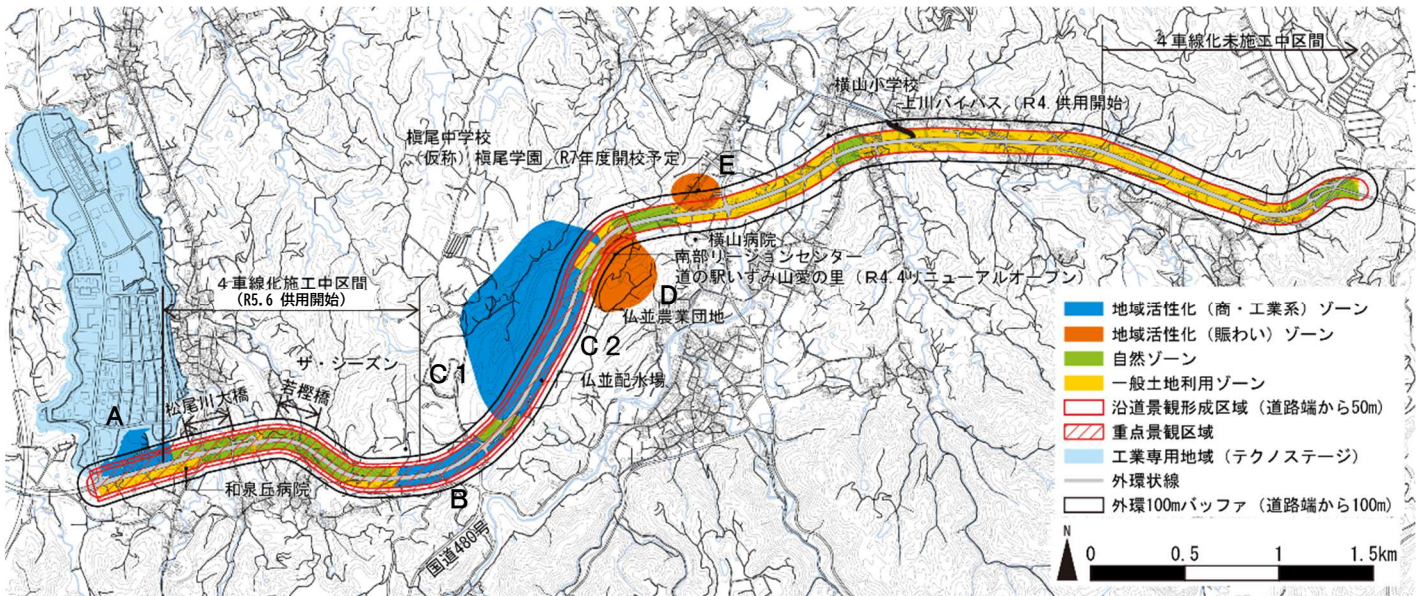 4車線化未施工中区間
横山小学校
上川バイパス（R4.供用開始）
槇尾中学校
（仮称）槇尾学園（R7年度開校予定）
E
横山病院
南部リージョンセンター
道の駅いずみ山愛の里（R4.4リニューアルオープン）
D
仏並農業団地
4車線化施工中区間
（R5.6 供用開始）
ザ・シーズン
C1
C2
仏並配水場
若樫橋
松尾川大橋
A
和泉丘病院
B
国道480号
地域活性化（商・工業系）ゾーン
地域活性化（賑わい）ゾーン
自然ゾーン
一般土地利用ゾーン
沿道景観形成区域（道路端から50m）
重点景観区域
工業専用地域（テクノステージ）
外環状線
外環100mバッファ（道路端から100m）
N
0 0.5 1 1.5km